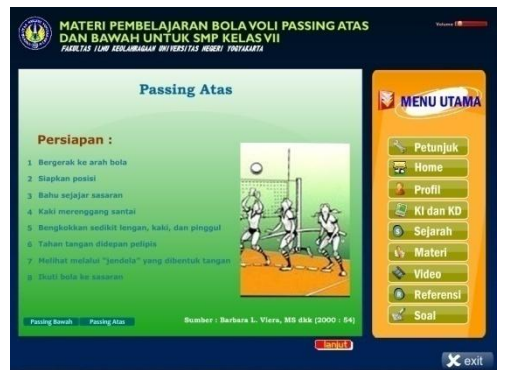 MATERI PEMBELAJARAN BOLA VOLI PASSING ATAS
DAN BAWAH UNTUK SMP KELAS VII
FAKULTAS ILMU KEOLAHRAGAAN UNIVERSITAS NEGERI YOGYAKARTA
Volume
Passing Atas
Persiapan :
1 Bergerak ke arah bola
2 Siapkan posisi
3 Bahu sejajar sasaran
4 Kaki merenggang santai
5 Bengkokkan sedikit lengan, kaki, dan pinggul
6 Tahan tangan didepan pelipis
7 Melihat melalui "jendela" yang dibentuk tangan
8 Ikuti bola ke sasaran
Passing Bawah
Passing Atas
Sumber : Barbara L. Viera, MS dkk (2000 : 54)
lanjut
MENU UTAMA
Petunjuk
Home
Profil
KI dan KD
Sejarah
Materi
Video
Referensi
Soal
exit